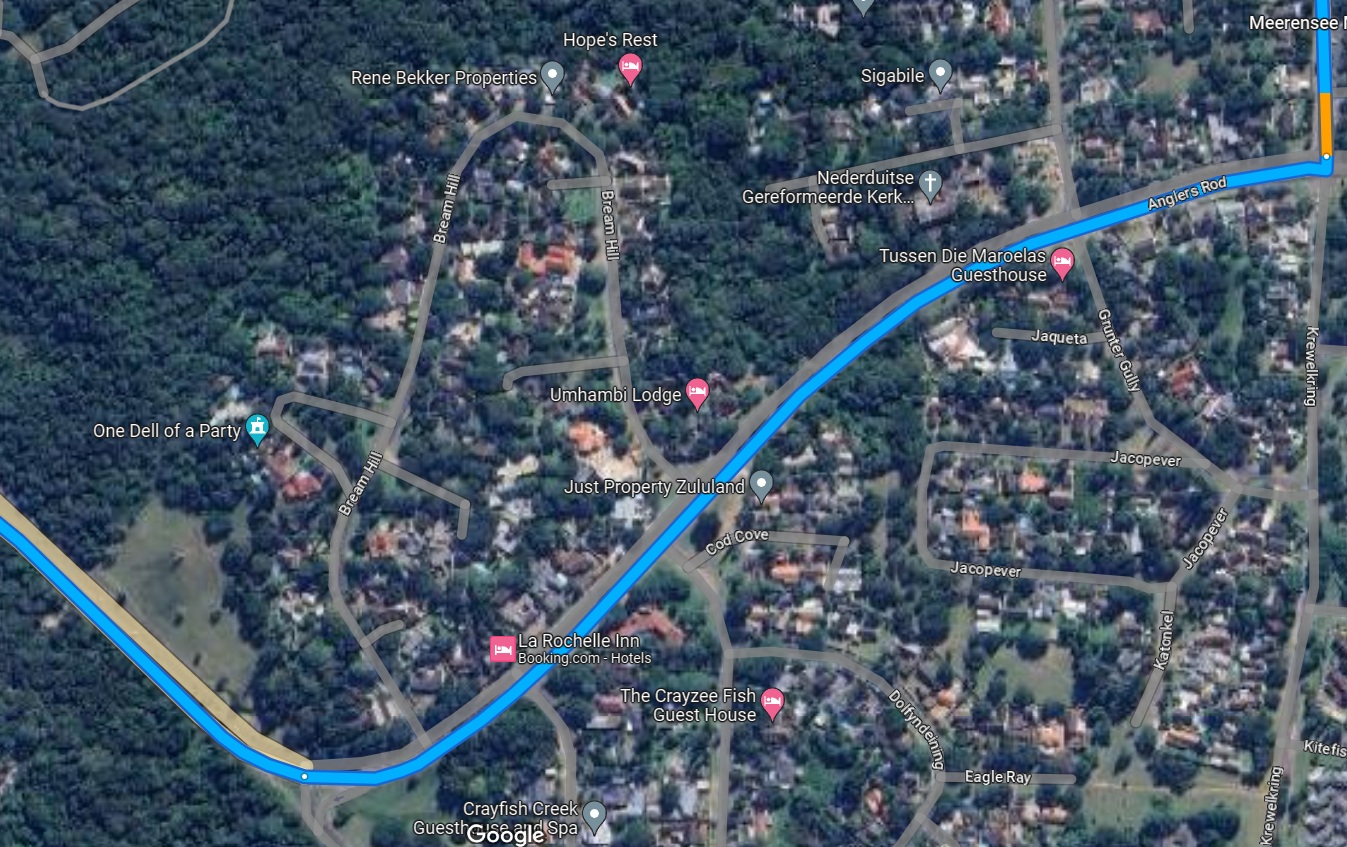 Meerensee
Hope's Rest
Rene Bekker Properties
Sigabile
Nederduitse
Gereformeerde Kerk...
Bream Hill
Bream Hill
Anglers Rod
Tussen Die Maroelas
Guesthouse
Jaqueta
Grunter Gully
Krewelkring
Umhambi Lodge
One Dell of a Party
Bream Hill
Jacopever
Just Property Zululand
Cod Cove
Jacopever
Jacopever
Katonkel
La Rochelle Inn
Booking.com - Hotels
The Crayzee Fish
Guest House
Dolfyndeining
Eagle Ray
Krewelkring
Crayfish Creek
Guesthouse and Spa
Google